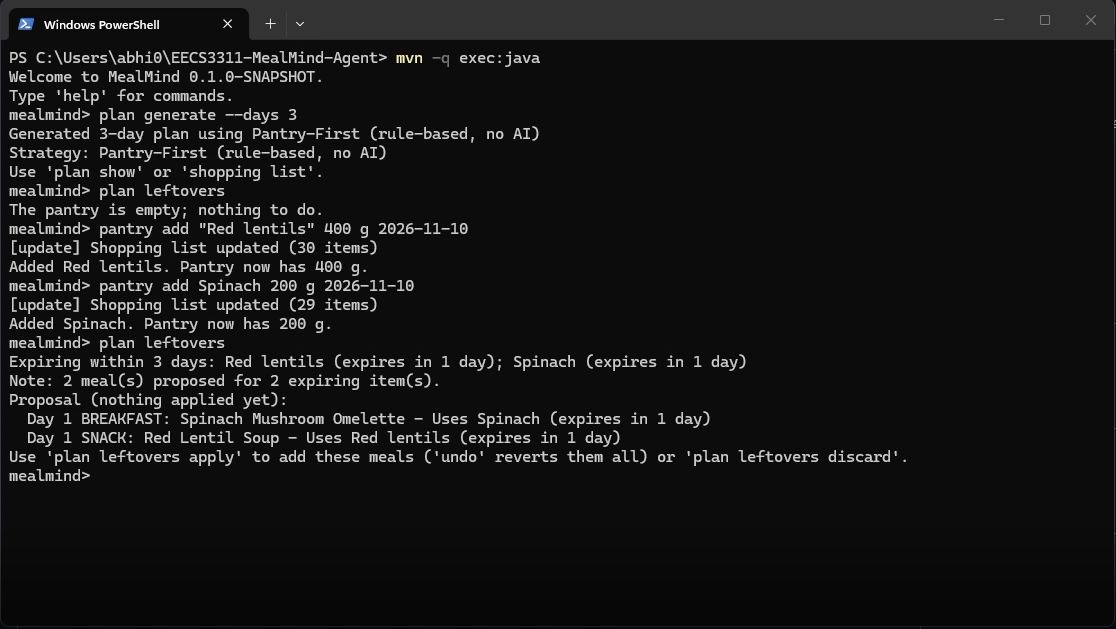 Windows PowerShell
PS C:\Users\abhi0\EECS3311-MealMind-Agent> mvn -q exec:java
Welcome to MealMind 0.1.0-SNAPSHOT.
Type 'help' for commands.
mealmind> plan generate --days 3
Generated 3-day plan using Pantry-First (rule-based, no AI)
Strategy: Pantry-First (rule-based, no AI)
Use 'plan show' or 'shopping list'.
mealmind> plan leftovers
The pantry is empty; nothing to do.
mealmind> pantry add "Red lentils" 400 g 2026-11-10
[update] Shopping list updated (30 items)
Added Red lentils. Pantry now has 400 g.
mealmind> pantry add Spinach 200 g 2026-11-10
[update] Shopping list updated (29 items)
Added Spinach. Pantry now has 200 g.
mealmind> plan leftovers
Expiring within 3 days: Red lentils (expires in 1 day); Spinach (expires in 1 day)
Note: 2 meal(s) proposed for 2 expiring item(s).
Proposal (nothing applied yet):
  Day 1 BREAKFAST: Spinach Mushroom Omelette - Uses Spinach (expires in 1 day)
  Day 1 SNACK: Red Lentil Soup - Uses Red lentils (expires in 1 day)
Use 'plan leftovers apply' to add these meals ('undo' reverts them all) or 'plan leftovers discard'.
mealmind>